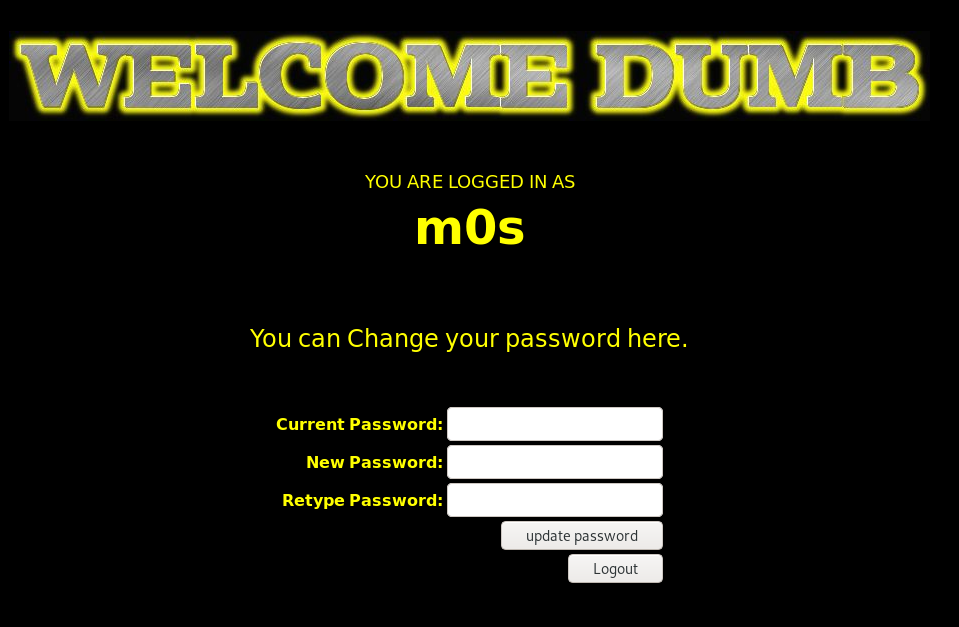 WELCOME DUMB
YOU ARE LOGGED IN AS
m0s
You can Change your password here.
Current Password:
New Password:
Retype Password:
update password
Logout